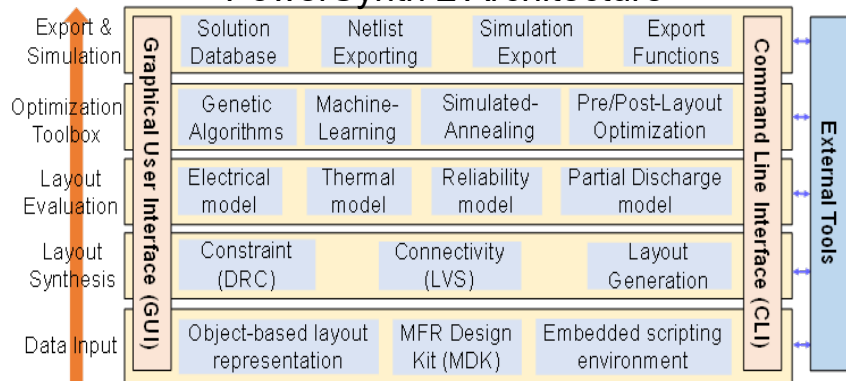 PowerSynth 2 Architecture
Export &
Simulation
Graphical User Interface (GUI)
Solution
Database
Netlist
Exporting
Simulation
Export
Export
Functions
Command Line Interface (CLI)
External Tools
Optimization
Toolbox
Genetic
Algorithms
Machine-
Learning
Simulated-
Annealing
Pre/Post-Layout
Optimization
Layout
Evaluation
Electrical
model
Thermal
model
Reliability
model
Partial Discharge
model
Layout
Synthesis
Constraint
(DRC)
Connectivity
(LVS)
Layout
Generation
Data Input
Object-based layout
representation
MFR Design
Kit (MDK)
Embedded scripting
environment